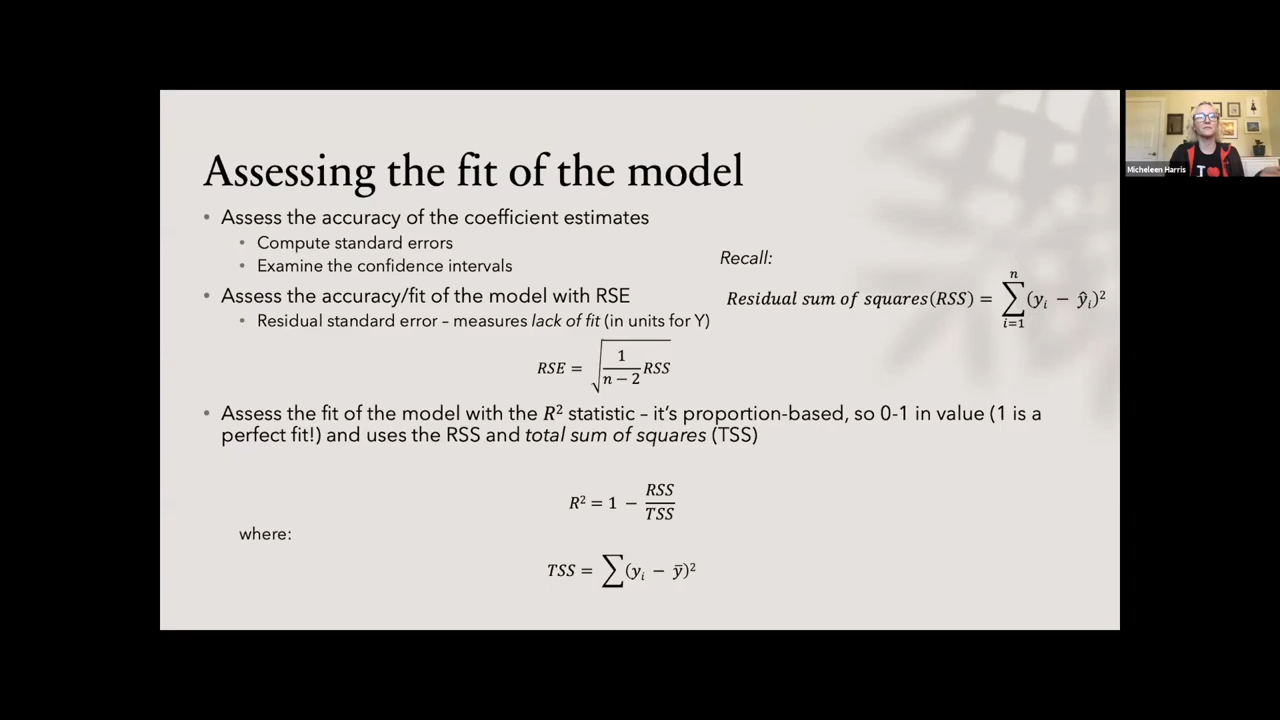 Assessing the fit of the model
• Assess the accuracy of the coefficient estimates
• Compute standard errors
• Examine the confidence intervals
• Assess the accuracy/fit of the model with RSE
• Residual standard error – measures lack of fit (in units for Y)
Recall:
Residual sum of squares(RSS) = ∑_{i=1}^{n} (yᵢ − ŷᵢ)²
RSE = √(1/(n − 2) RSS)
• Assess the fit of the model with the R² statistic – it's proportion-based, so 0-1 in value (1 is a
perfect fit!) and uses the RSS and total sum of squares (TSS)
R² = 1 − RSS/TSS
where:
TSS = ∑(yᵢ − ȳ)²
Micheleen Harris
I ♥